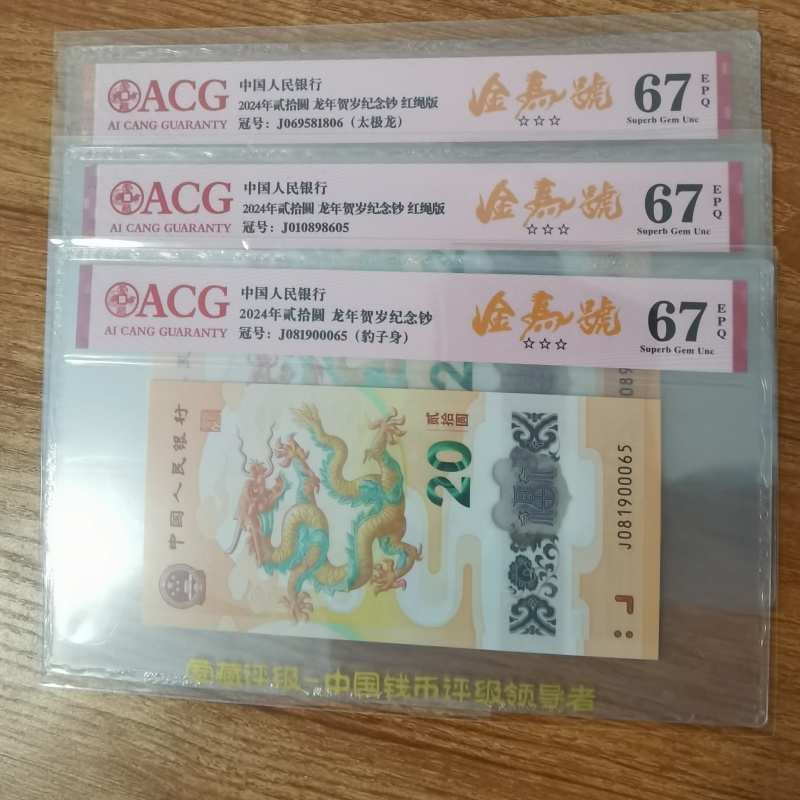 ACG
AI CANG GUARANTY
中国人民银行
2024年贰拾圆 龙年贺岁纪念钞 红绳版
冠号：J069581806（太极龙）
金馬號
☆☆☆
67
EPQ
Superb Gem Unc
ACG
AI CANG GUARANTY
中国人民银行
2024年贰拾圆 龙年贺岁纪念钞 红绳版
冠号：J010898605
金馬號
☆☆☆
67
EPQ
Superb Gem Unc
ACG
AI CANG GUARANTY
中国人民银行
2024年贰拾圆 龙年贺岁纪念钞
冠号：J081900065（豹子身）
金馬號
☆☆☆
67
EPQ
Superb Gem Unc
中国人民银行
贰拾圆
20
福
J081900065
爱藏评级-中国钱币评级领导者